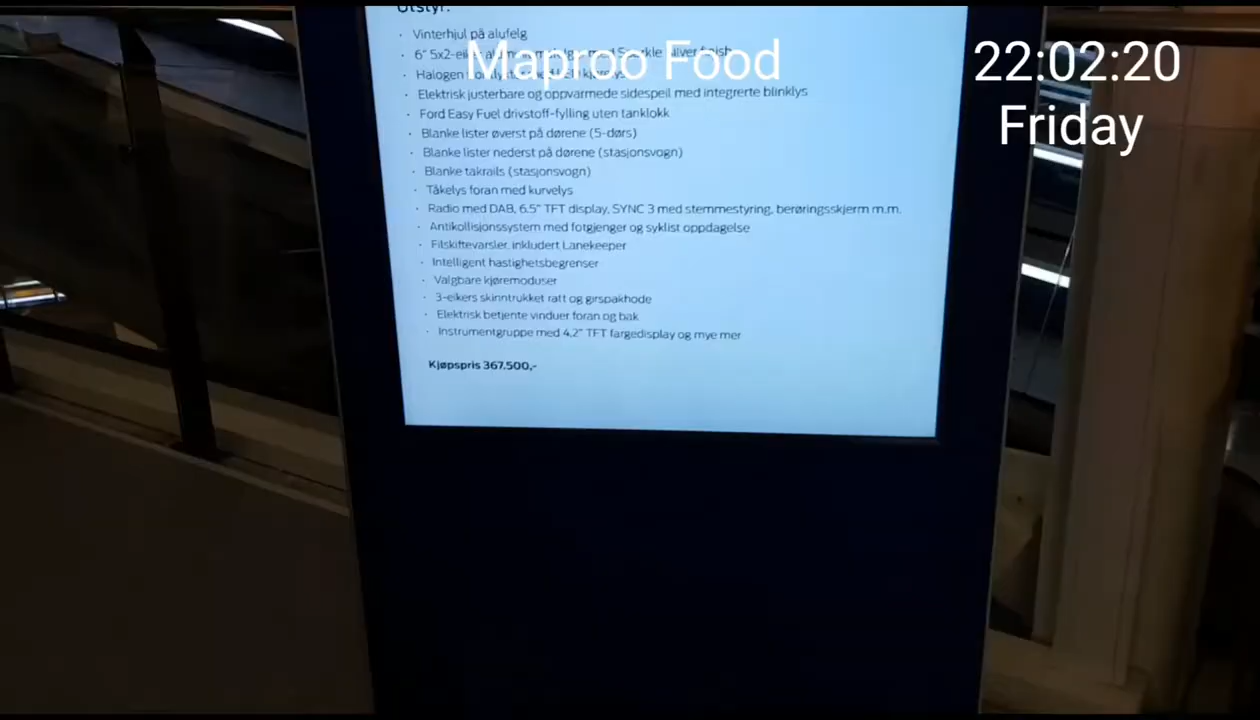 Utstyr:
· Vinterhjul på alufelg
Maproo Food
22:02:20
Friday
· Elektrisk justerbare og oppvarmede sidespeil med integrerte blinklys
· Ford Easy Fuel drivstoff-fylling uten tanklokk
· Blanke lister øverst på dørene (5-dørs)
· Blanke lister nederst på dørene (stasjonsvogn)
· Blanke takrails (stasjonsvogn)
· Tåkelys foran med kurvelys
· Radio med DAB, 6.5" TFT display, SYNC 3 med stemmestyring, berøringsskjerm m.m.
· Antikollisjonssystem med fotgjenger og syklist oppdagelse
· Filskiftevarsler, inkludert Lanekeeper
· Intelligent hastighetsbegrenser
· Valgbare kjøremoduser
· 3-eikers skinntrukket ratt og girspakhode
· Elektrisk betjente vinduer foran og bak
· Instrumentgruppe med 4,2" TFT fargedisplay og mye mer
Kjøpspris 367.500,-